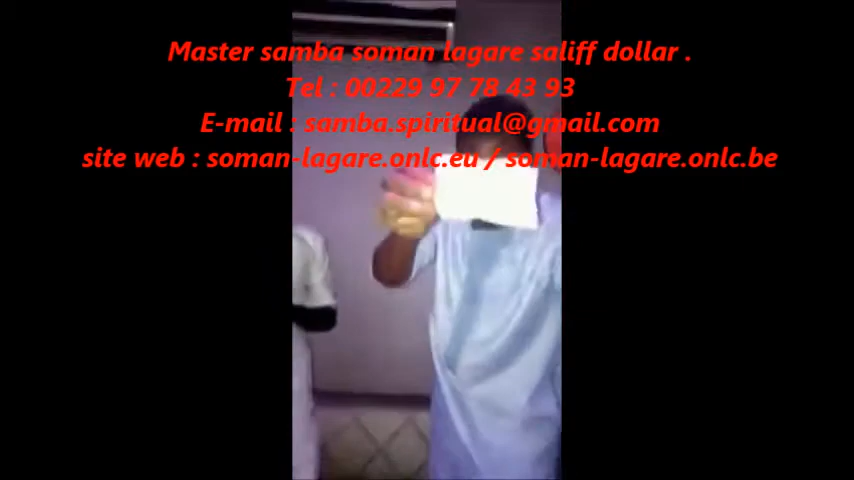 Master samba soman lagare saliff dollar .
Tel : 00229 97 78 43 93
E-mail : samba.spiritual@gmail.com
site web : soman-lagare.onlc.eu / soman-lagare.onlc.be